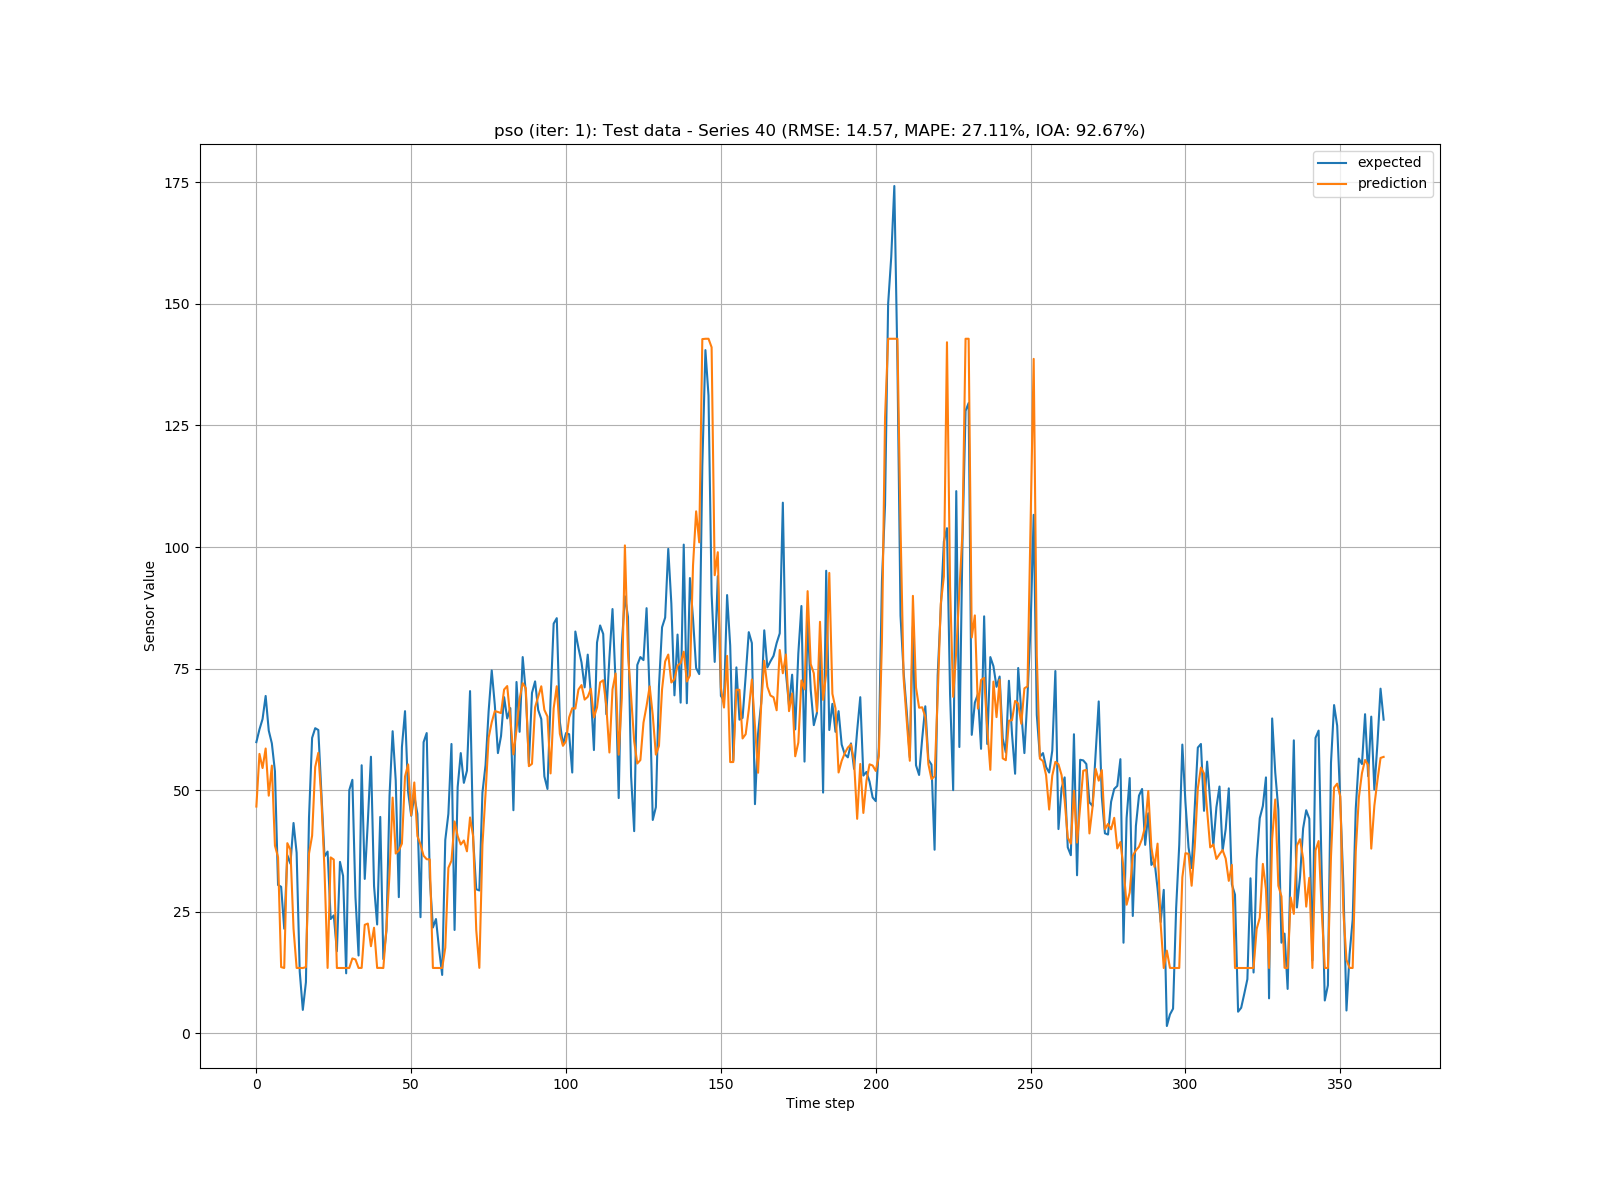 pso (iter: 1): Test data - Series 40 (RMSE: 14.57, MAPE: 27.11%, IOA: 92.67%)
expected
prediction
175
150
125
100
75
50
25
0
Sensor Value
0 50 100 150 200 250 300 350
Time step